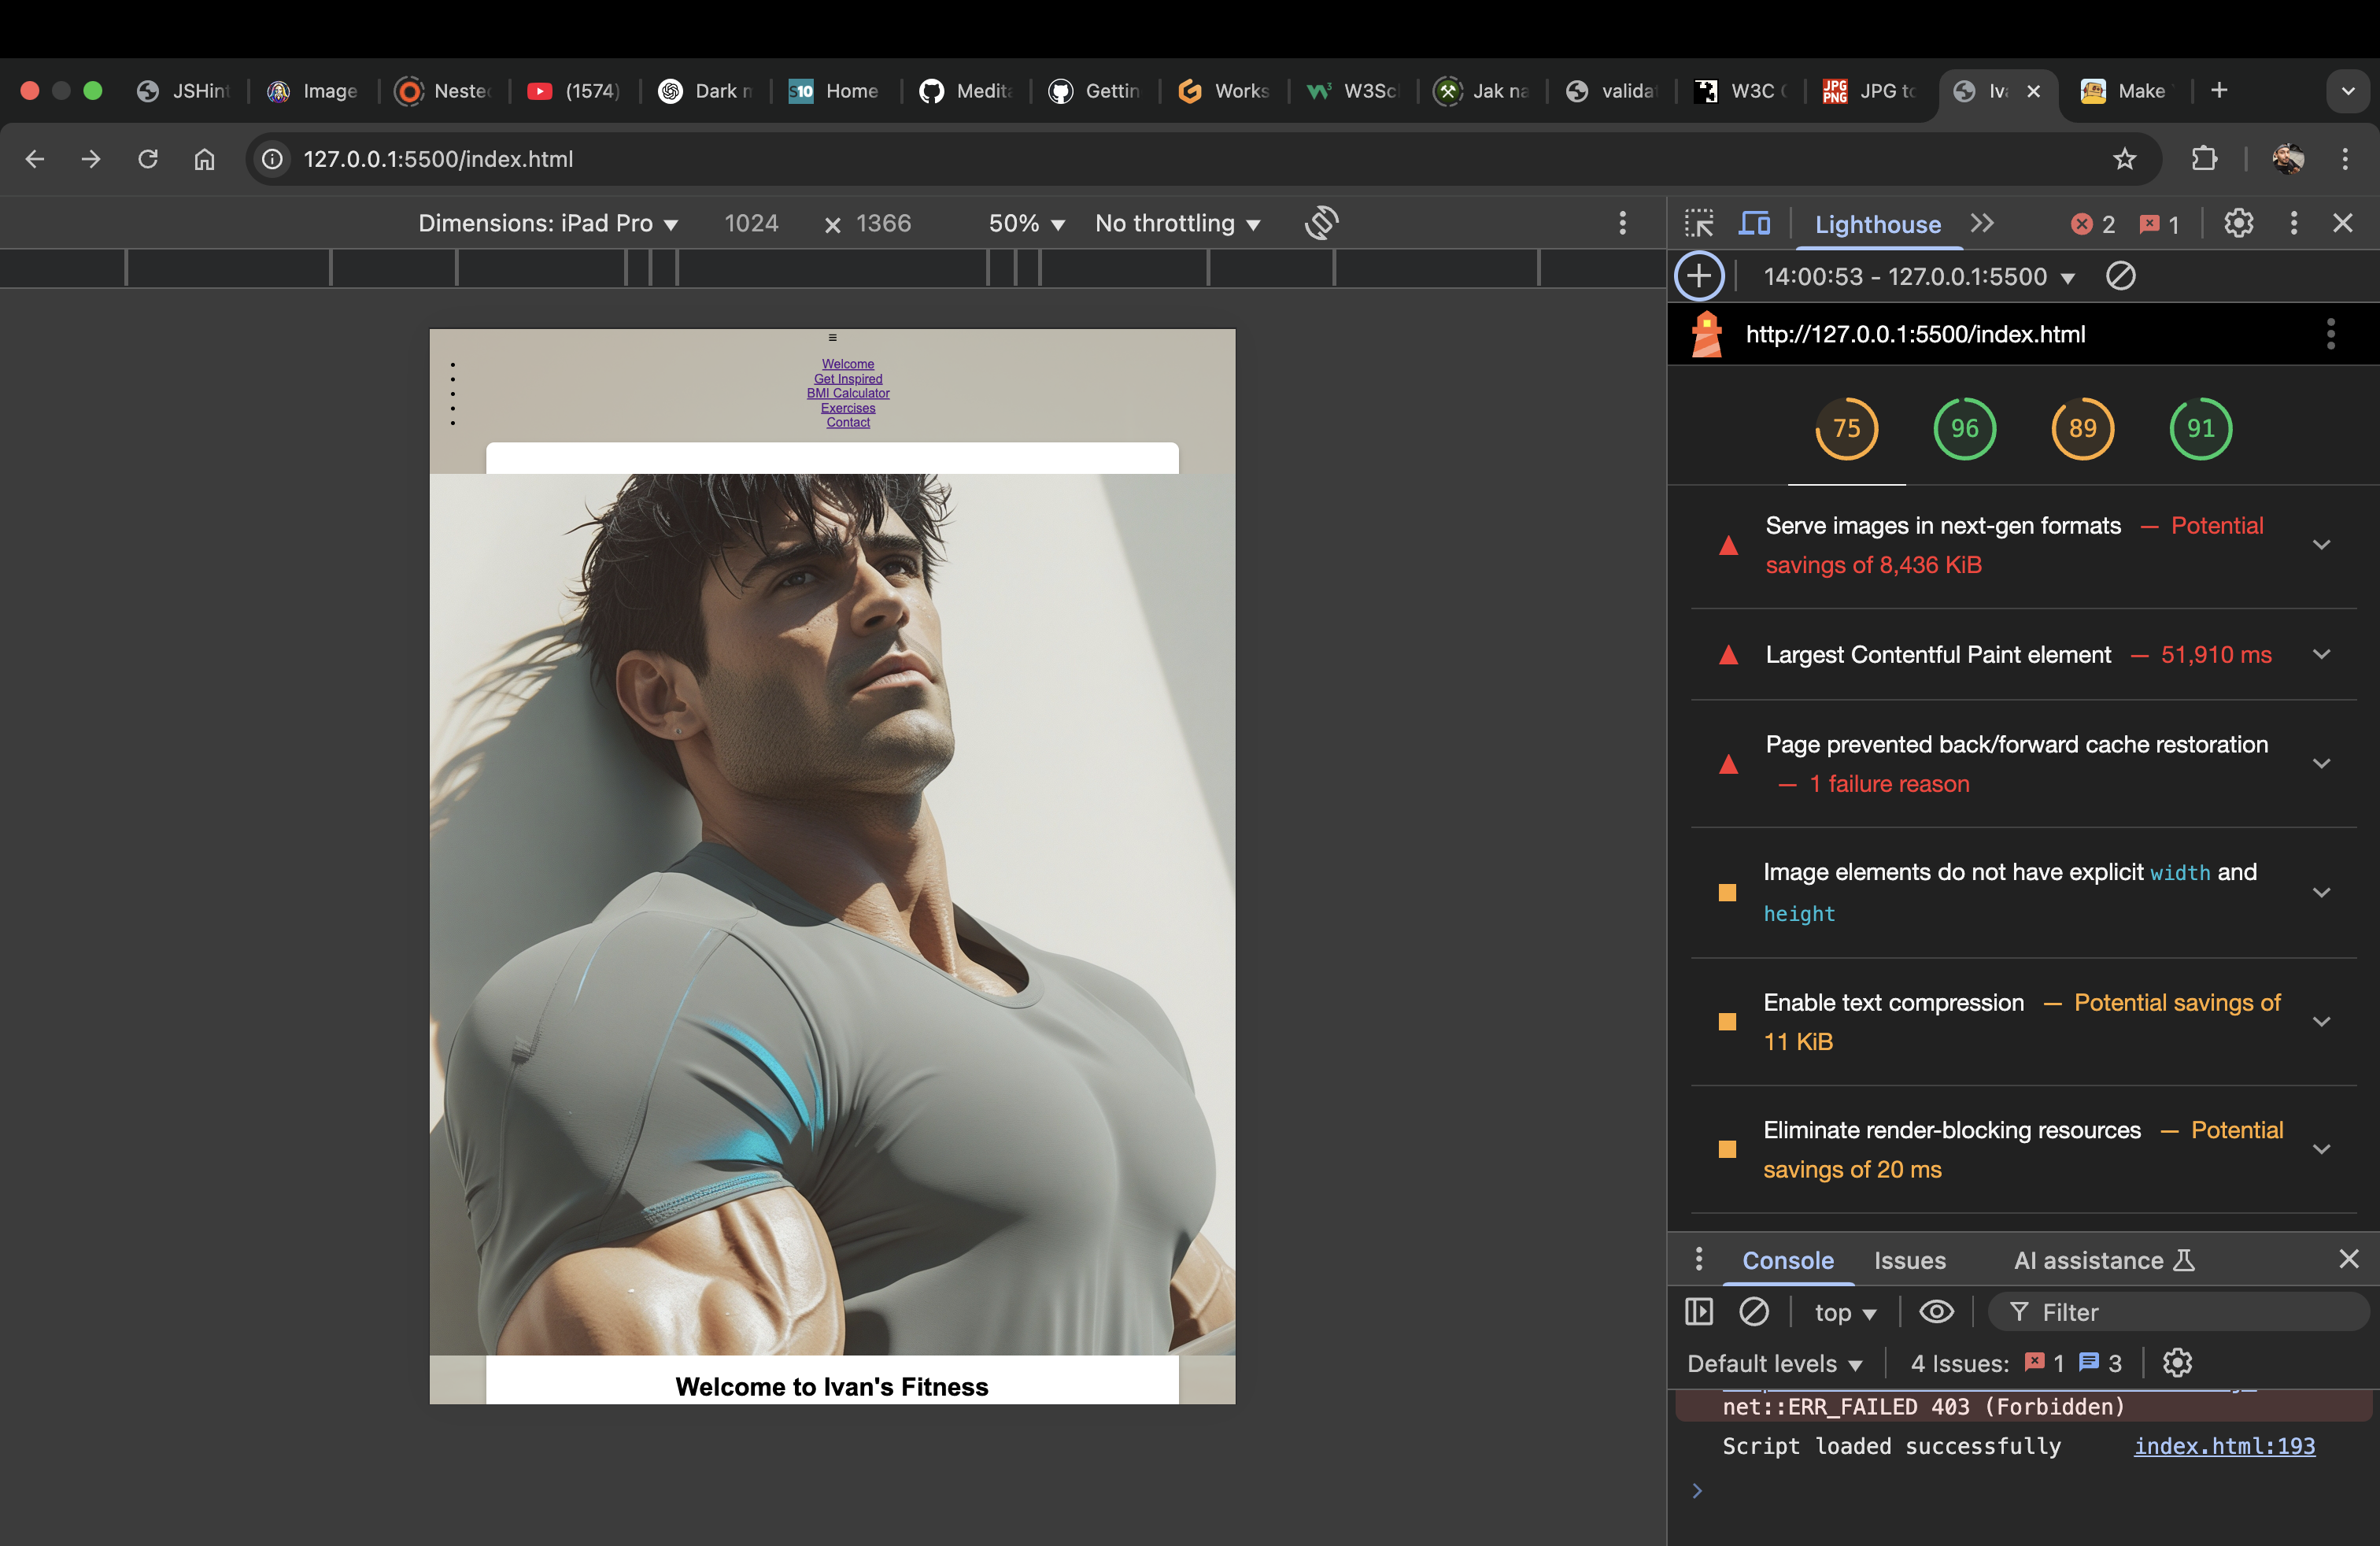 JSHint
Image
Nested
(1574)
Dark m
S10 Home
Medita
Gettin
Works
W3Sc
Jak na
valida
W3C
JPG PNG JPG to
Iva
Make
127.0.0.1:5500/index.html
Dimensions: iPad Pro 1024 × 1366 50% No throttling
Lighthouse 2 1
14:00:53 - 127.0.0.1:5500
http://127.0.0.1:5500/index.html
75 96 89 91
Serve images in next-gen formats — Potential
savings of 8,436 KiB
Largest Contentful Paint element — 51,910 ms
Page prevented back/forward cache restoration
— 1 failure reason
Image elements do not have explicit width and
height
Enable text compression — Potential savings of
11 KiB
Eliminate render-blocking resources — Potential
savings of 20 ms
Console Issues AI assistance
top Filter
Default levels 4 Issues: 1 3
net::ERR_FAILED 403 (Forbidden)
Script loaded successfully index.html:193
Welcome
Get Inspired
BMI Calculator
Exercises
Contact
Welcome to Ivan's Fitness